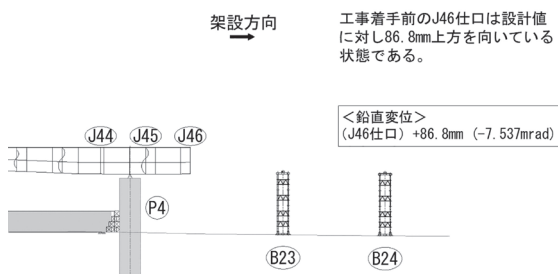 架設方向
工事着手前のJ46仕口は設計値
に対し86.8mm上方を向いている
状態である。
＜鉛直変位＞
(J46仕口) +86.8mm (-7.537mrad)
J44 J45 J46
P4
B23 B24